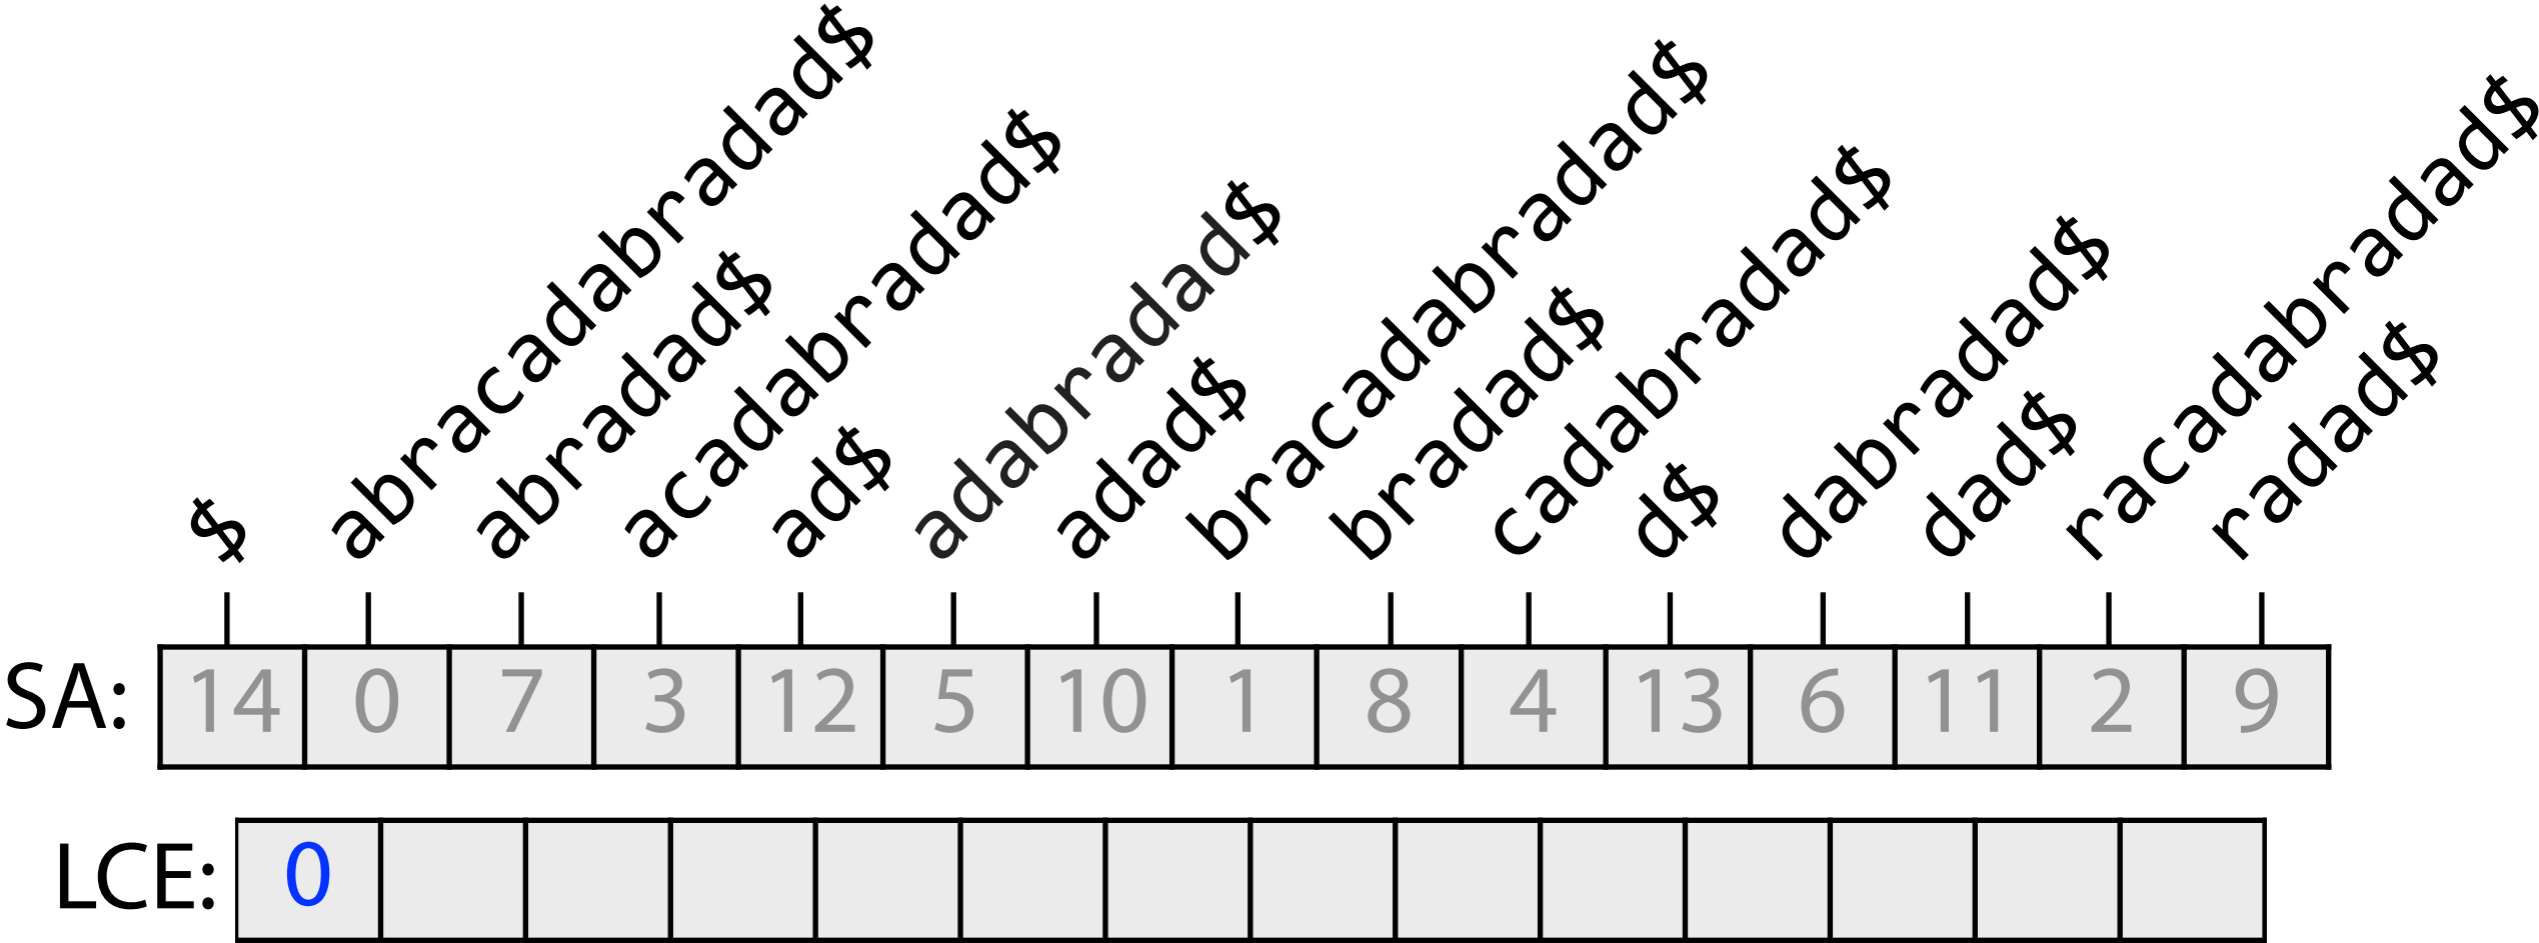 $
abracadabradad$
abradad$
acadabradad$
ad$
adabradad$
adad$
bracadabradad$
bradad$
cadabradad$
d$
dabradad$
dad$
racadabradad$
radad$
SA: 14 0 7 3 12 5 10 1 8 4 13 6 11 2 9
LCE: 0